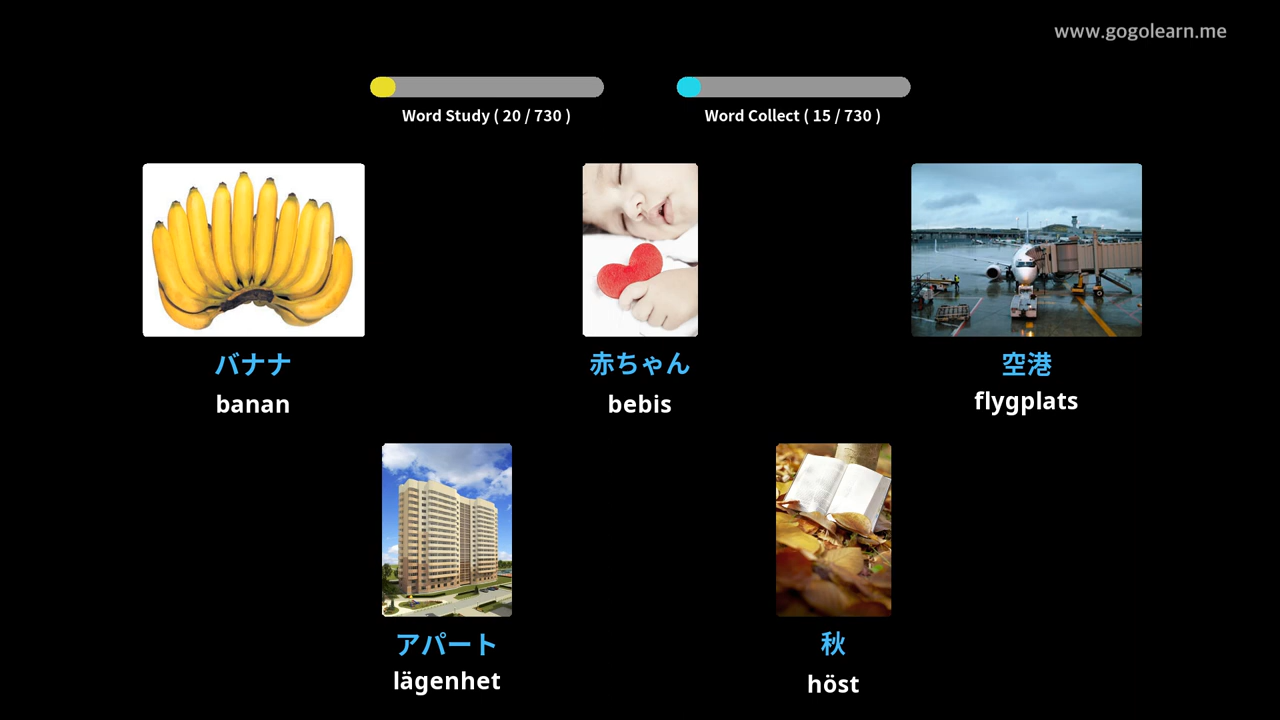 www.gogolearn.me
Word Study ( 20 / 730 )
Word Collect ( 15 / 730 )
バナナ
banan
赤ちゃん
bebis
空港
flygplats
アパート
lägenhet
秋
höst